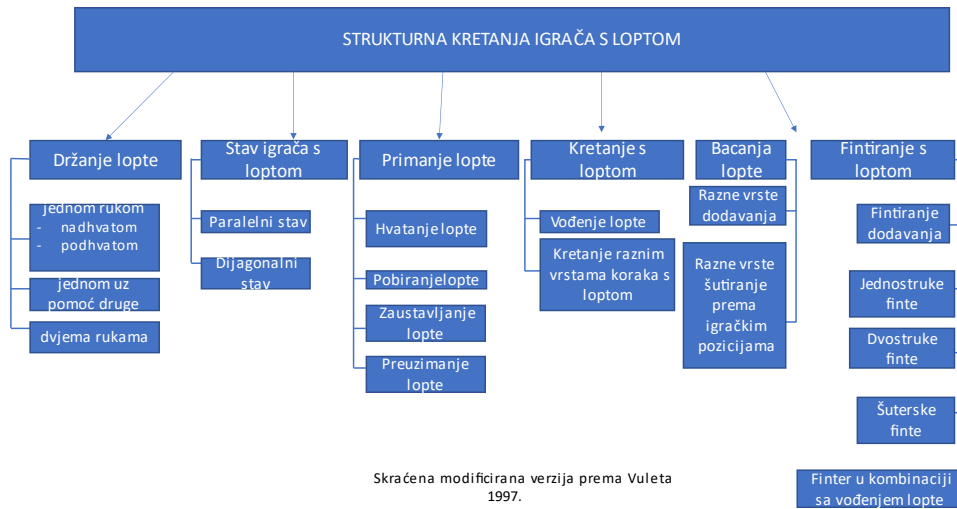 STRUKTURNA KRETANJA IGRAČA S LOPTOM
Držanje lopte
jednom rukom
- nadhvatom
- podhvatom
jednom uz
pomoć druge
dvjema rukama
Stav igrača s
loptom
Paralelni stav
Dijagonalni
stav
Primanje lopte
Hvatanje lopte
Pobiranjelopte
Zaustavljanje
lopte
Preuzimanje
lopte
Kretanje s
loptom
Vođenje lopte
Kretanje raznim
vrstama koraka s
loptom
Bacanja
lopte
Razne vrste
dodavanja
Razne vrste
šutiranje
prema
igračkim
pozicijama
Fintiranje s
loptom
Fintiranje
dodavanja
Jednostruke
finte
Dvostruke
finte
Šuterske
finte
Finter u kombinaciji
sa vođenjem lopte
Skraćena modificirana verzija prema Vuleta
1997.